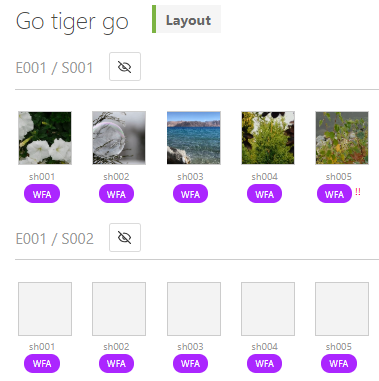 Go tiger go Layout
E001 / S001
sh001 sh002 sh003 sh004 sh005
WFA WFA WFA WFA WFA !!
E001 / S002
sh001 sh002 sh003 sh004 sh005
WFA WFA WFA WFA WFA